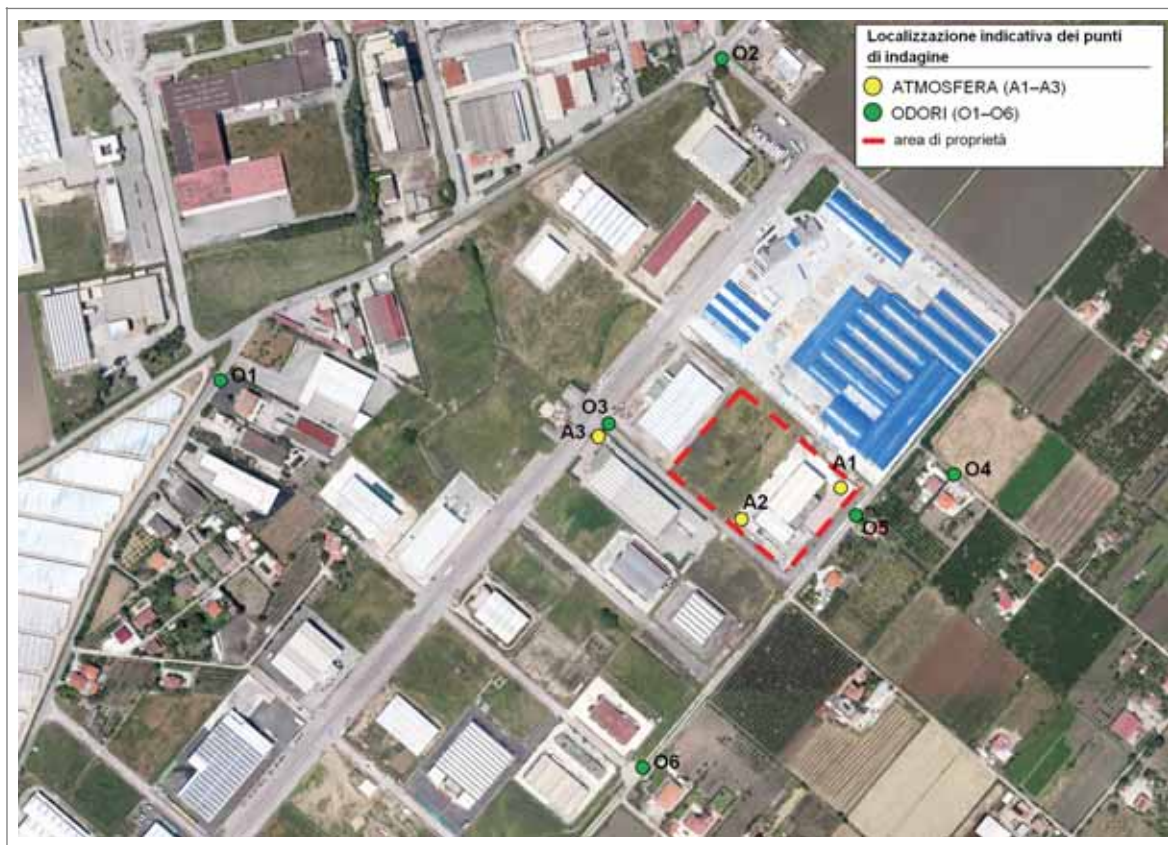 Localizzazione indicativa dei punti
di indagine
ATMOSFERA (A1–A3)
ODORI (O1–O6)
area di proprietà
O2
O1
O3
A3
A1
O4
A2
O5
O6